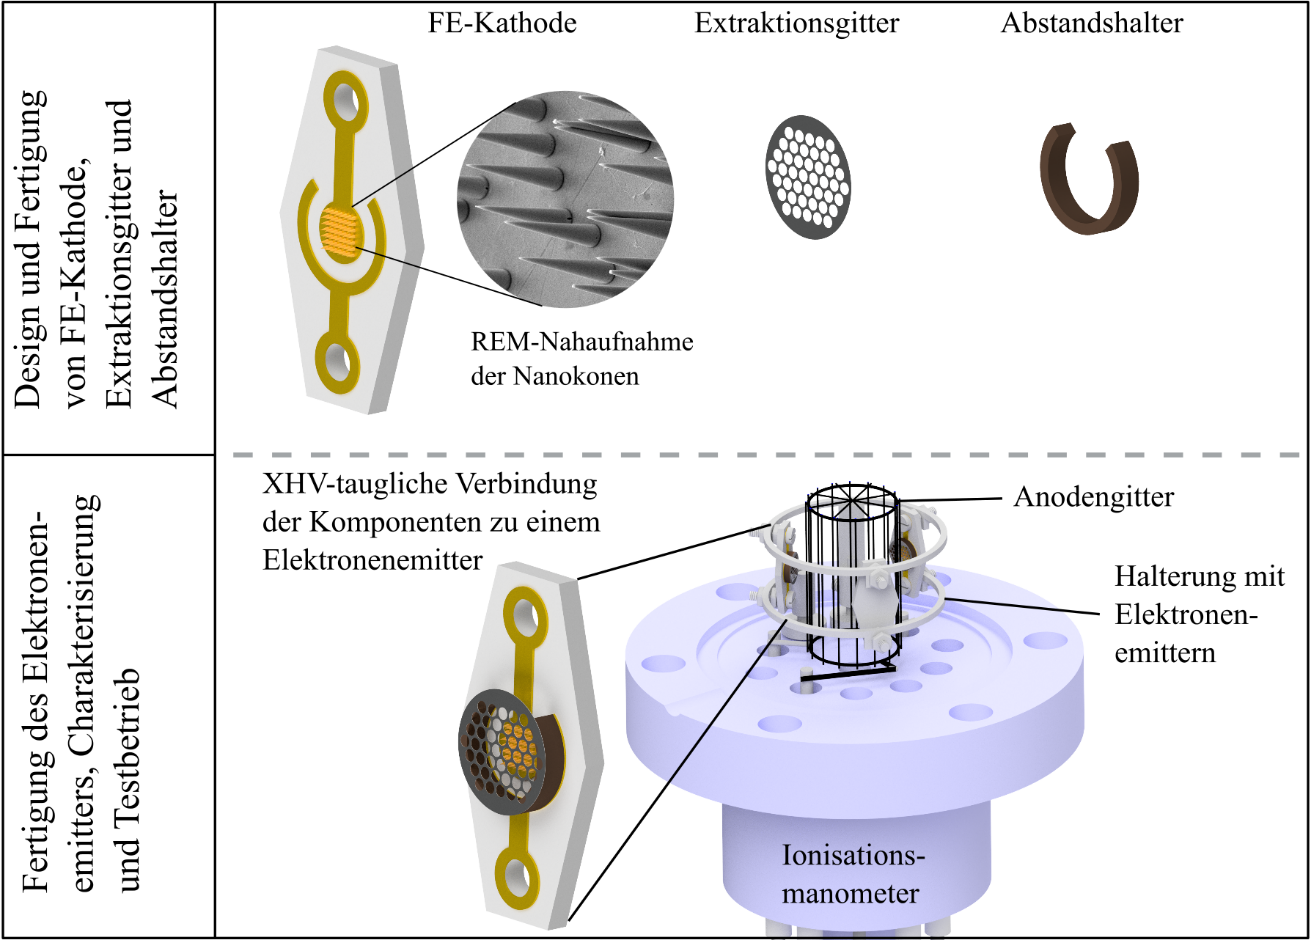 Design und Fertigung
von FE-Kathode,
Extraktionsgitter und
Abstandshalter
FE-Kathode
Extraktionsgitter
Abstandshalter
REM-Nahaufnahme
der Nanokonen
Fertigung des Elektronen-
emitters, Charakterisierung
und Testbetrieb
XHV-taugliche Verbindung
der Komponenten zu einem
Elektronenemitter
Anodengitter
Halterung mit
Elektronen-
emittern
Ionisations-
manometer